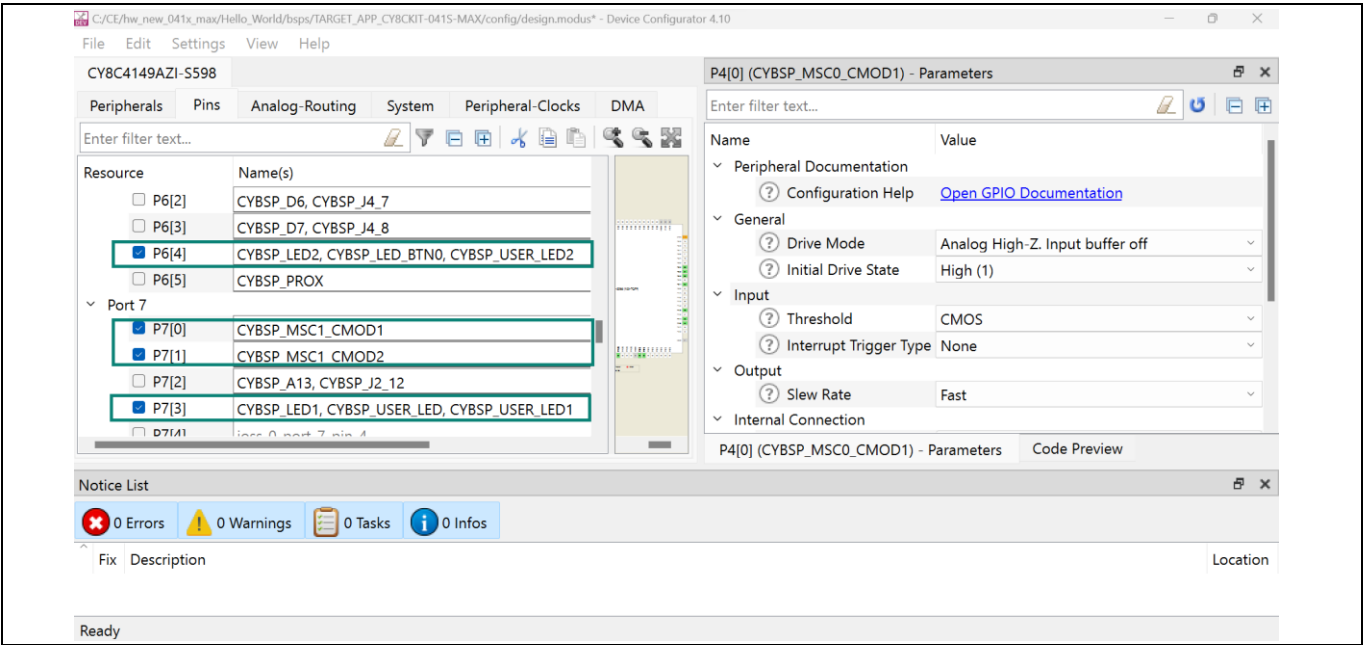 C:/CE/hw_new_041x_max/Hello_World/bsps/TARGET_APP_CY8CKIT-041S-MAX/config/design.modus* - Device Configurator 4.10
File Edit Settings View Help
CY8C4149AZI-S598
Peripherals Pins Analog-Routing System Peripheral-Clocks DMA
Enter filter text...
Resource Name(s)
P6[2] CYBSP_D6, CYBSP_J4_7
P6[3] CYBSP_D7, CYBSP_J4_8
P6[4] CYBSP_LED2, CYBSP_LED_BTN0, CYBSP_USER_LED2
P6[5] CYBSP_PROX
Port 7
P7[0] CYBSP_MSC1_CMOD1
P7[1] CYBSP_MSC1_CMOD2
P7[2] CYBSP_A13, CYBSP_J2_12
P7[3] CYBSP_LED1, CYBSP_USER_LED, CYBSP_USER_LED1
P7[4] ioss_0_port_7_pin_4
P4[0] (CYBSP_MSC0_CMOD1) - Parameters
Enter filter text...
Name Value
Peripheral Documentation
Configuration Help Open GPIO Documentation
General
Drive Mode Analog High-Z. Input buffer off
Initial Drive State High (1)
Input
Threshold CMOS
Interrupt Trigger Type None
Output
Slew Rate Fast
Internal Connection
P4[0] (CYBSP_MSC0_CMOD1) - Parameters Code Preview
Notice List
0 Errors 0 Warnings 0 Tasks 0 Infos
Fix Description Location
Ready